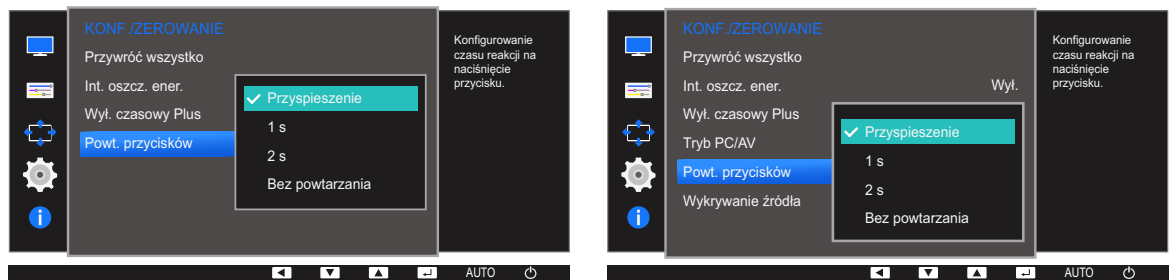 KONF./ZEROWANIE
Przywróć wszystko
Int. oszcz. ener.
Wył. czasowy Plus
Powt. przycisków
Przyspieszenie
1 s
2 s
Bez powtarzania
Konfigurowanie
czasu reakcji na
naciśnięcie
przycisku.
AUTO
KONF./ZEROWANIE
Przywróć wszystko
Int. oszcz. ener. Wył.
Wył. czasowy Plus
Tryb PC/AV
Powt. przycisków
Wykrywanie źródła
Przyspieszenie
1 s
2 s
Bez powtarzania
Konfigurowanie
czasu reakcji na
naciśnięcie
przycisku.
AUTO